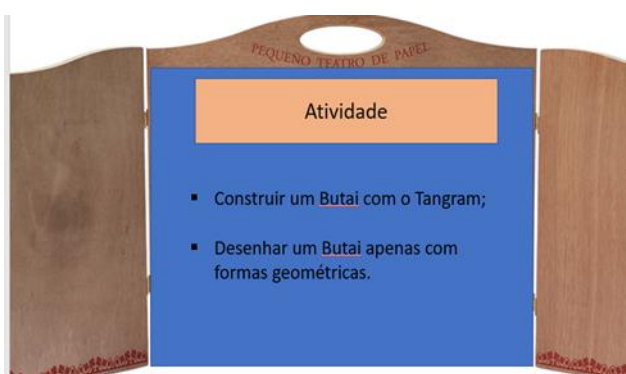 PEQUENO TEATRO DE PAPEL
Atividade
▪ Construir um Butai com o Tangram;
▪ Desenhar um Butai apenas com
formas geométricas.